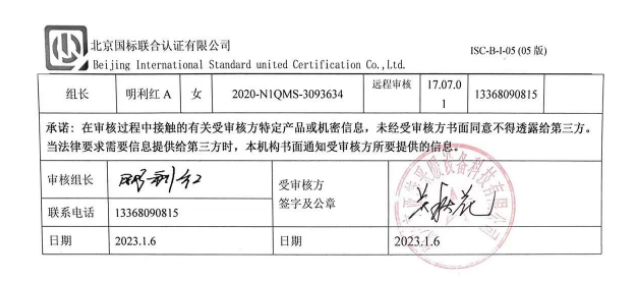 北京国标联合认证有限公司
Beijing International Standard united Certification Co.,Ltd.
ISC-B-I-05 (05 版)
组长 明利红 A 女 2020-N1QMS-3093634 远程审核 17.07.01 13368090815
承诺：在审核过程中接触的有关受审核方特定产品或机密信息，未经受审核方书面同意不得透露给第三方。
当法律要求需要信息提供给第三方时，本机构书面通知受审核方所要提供的信息。
审核组长 明利红
受审核方
签字及公章
联系电话 13368090815
日期 2023.1.6 日期 2023.1.6